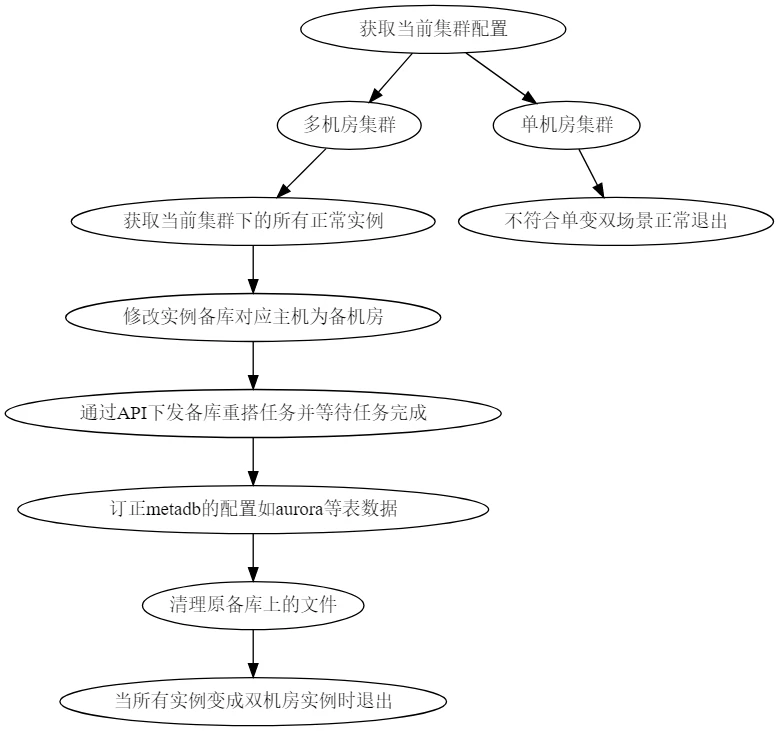 获取当前集群配置
多机房集群
单机房集群
获取当前集群下的所有正常实例
不符合单变双场景正常退出
修改实例备库对应主机为备机房
通过API下发备库重搭任务并等待任务完成
订正metadb的配置如aurora等表数据
清理原备库上的文件
当所有实例变成双机房实例时退出